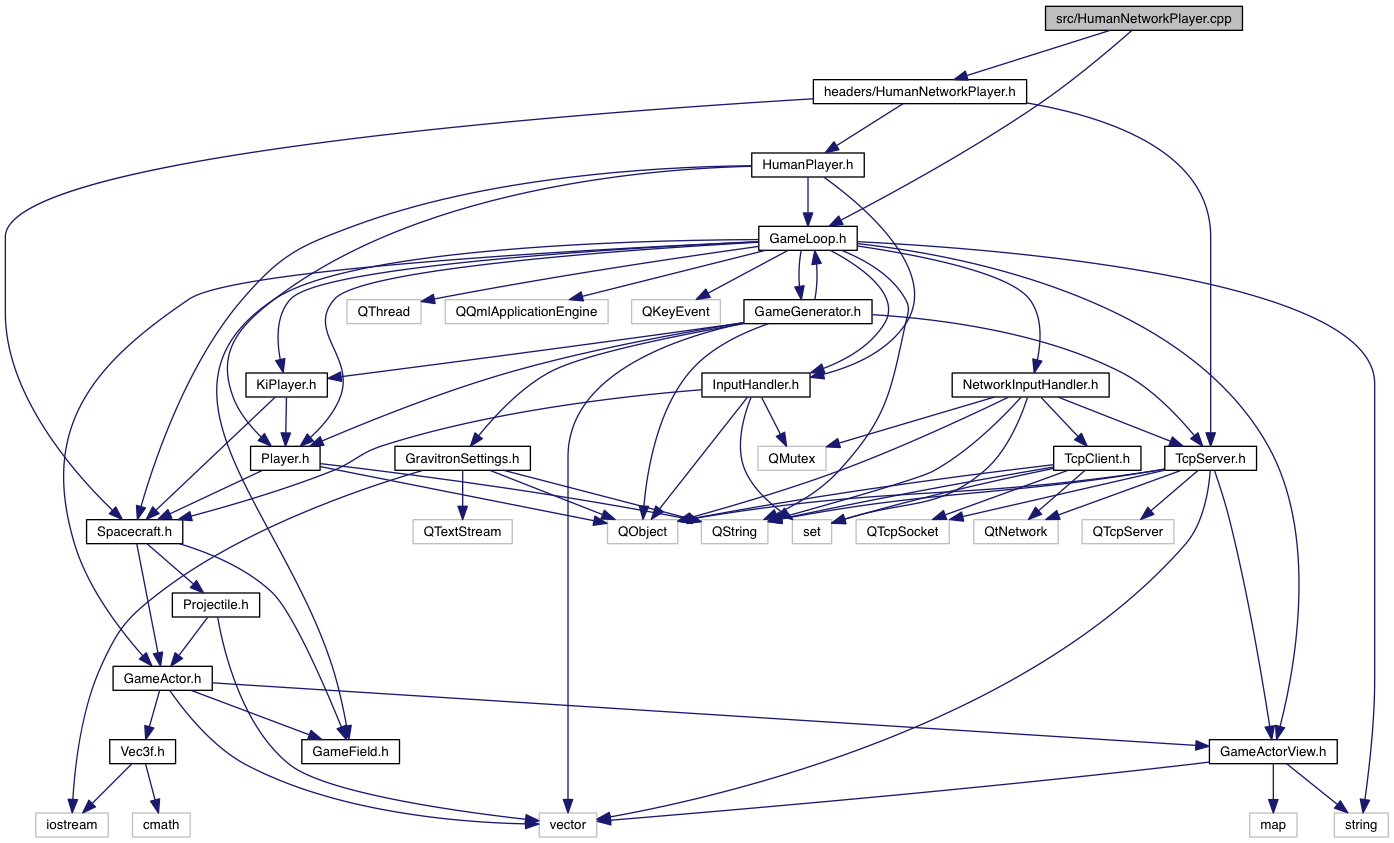 src/HumanNetworkPlayer.cpp
headers/HumanNetworkPlayer.h
HumanPlayer.h
GameLoop.h
QThread
QQmlApplicationEngine
QKeyEvent
GameGenerator.h
KiPlayer.h
InputHandler.h
NetworkInputHandler.h
Player.h
GravitronSettings.h
QMutex
TcpClient.h
TcpServer.h
Spacecraft.h
QTextStream
QObject
QString
set
QTcpSocket
QtNetwork
QTcpServer
Projectile.h
GameActor.h
Vec3f.h
GameField.h
GameActorView.h
iostream
cmath
vector
map
string